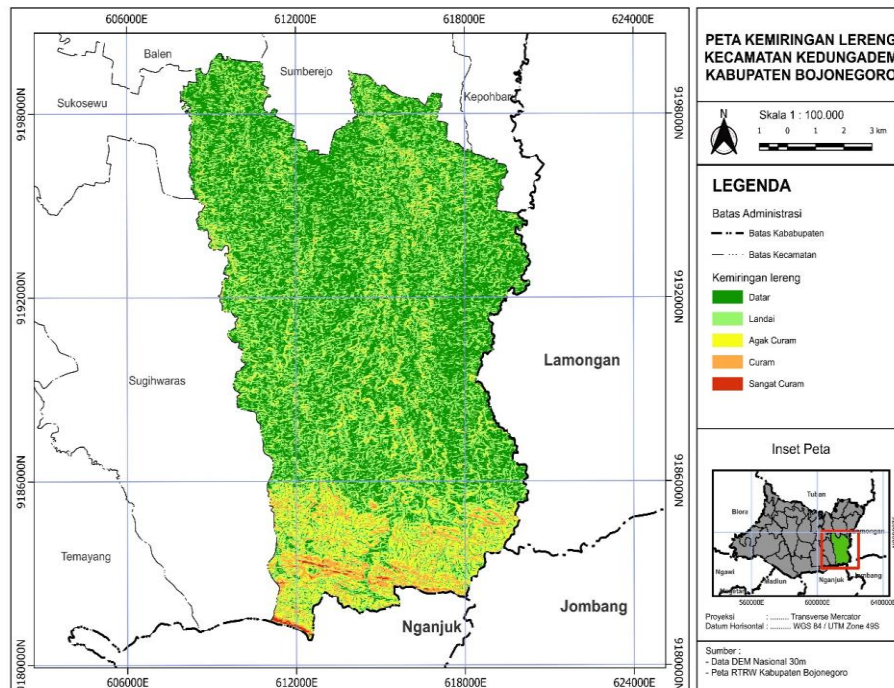 606000E 612000E 618000E 624000E
Balen
Sumberejo
Sukosewu
Kepohbar
9198000N 9198000N
9192000N 9192000N
Lamongan
Sugihwaras
9186000N 9186000N
Temayang
Jombang
Nganjuk
9180000N 9180000N
606000E 612000E 618000E 624000E
PETA KEMIRINGAN LERENG
KECAMATAN KEDUNGADEM
KABUPATEN BOJONEGORO
N
Skala 1 : 100.000
1 0 1 2 3 km
LEGENDA
Batas Administrasi
Batas Kababupaten
Batas Kecamatan
Kemiringan lereng
Datar
Landai
Agak Curam
Curam
Sangat Curam
Inset Peta
Tuban
Blora
Ngawi
Madiun
Nganjuk
Jombang
560000E 600000E 640000E
Proyeksi : ......... Transverse Mercator
Datum Horisontal : ......... WGS 84 / UTM Zone 49S
Sumber :
- Data DEM Nasional 30m
- Peta RTRW Kabupaten Bojonegoro